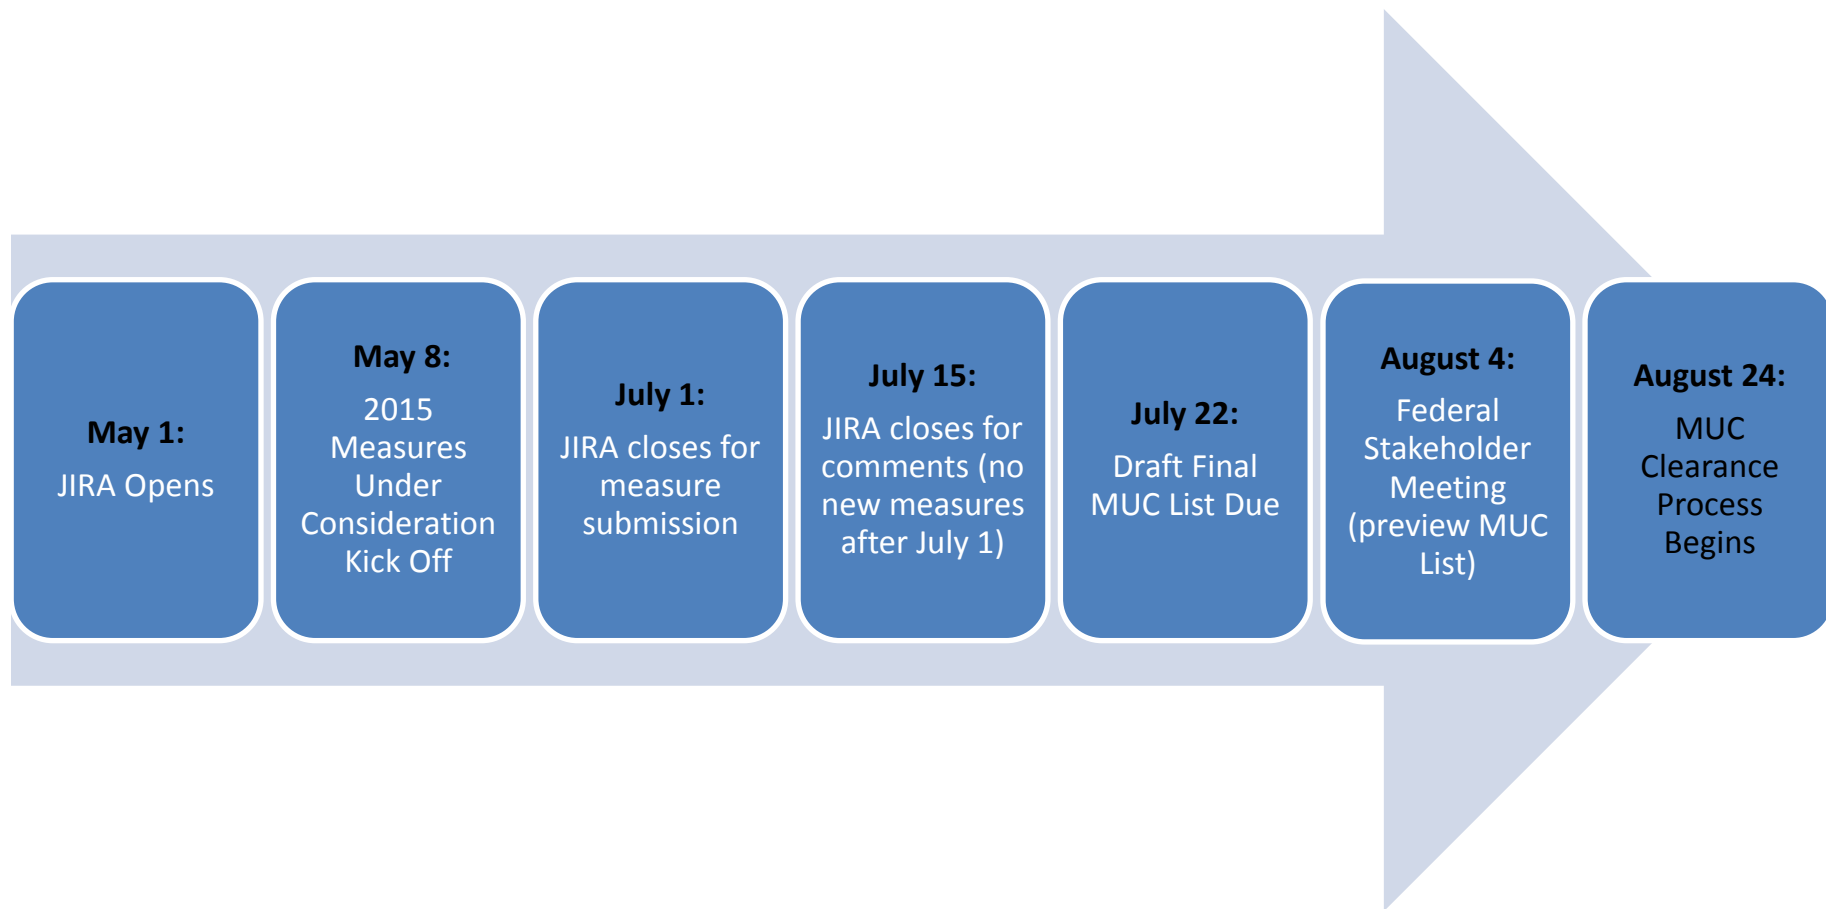 May 1:
JIRA Opens
May 8:
2015
Measures
Under
Consideration
Kick Off
July 1:
JIRA closes for
measure
submission
July 15:
JIRA closes for
comments (no
new measures
after July 1)
July 22:
Draft Final
MUC List Due
August 4:
Federal
Stakeholder
Meeting
(preview MUC
List)
August 24:
MUC
Clearance
Process
Begins